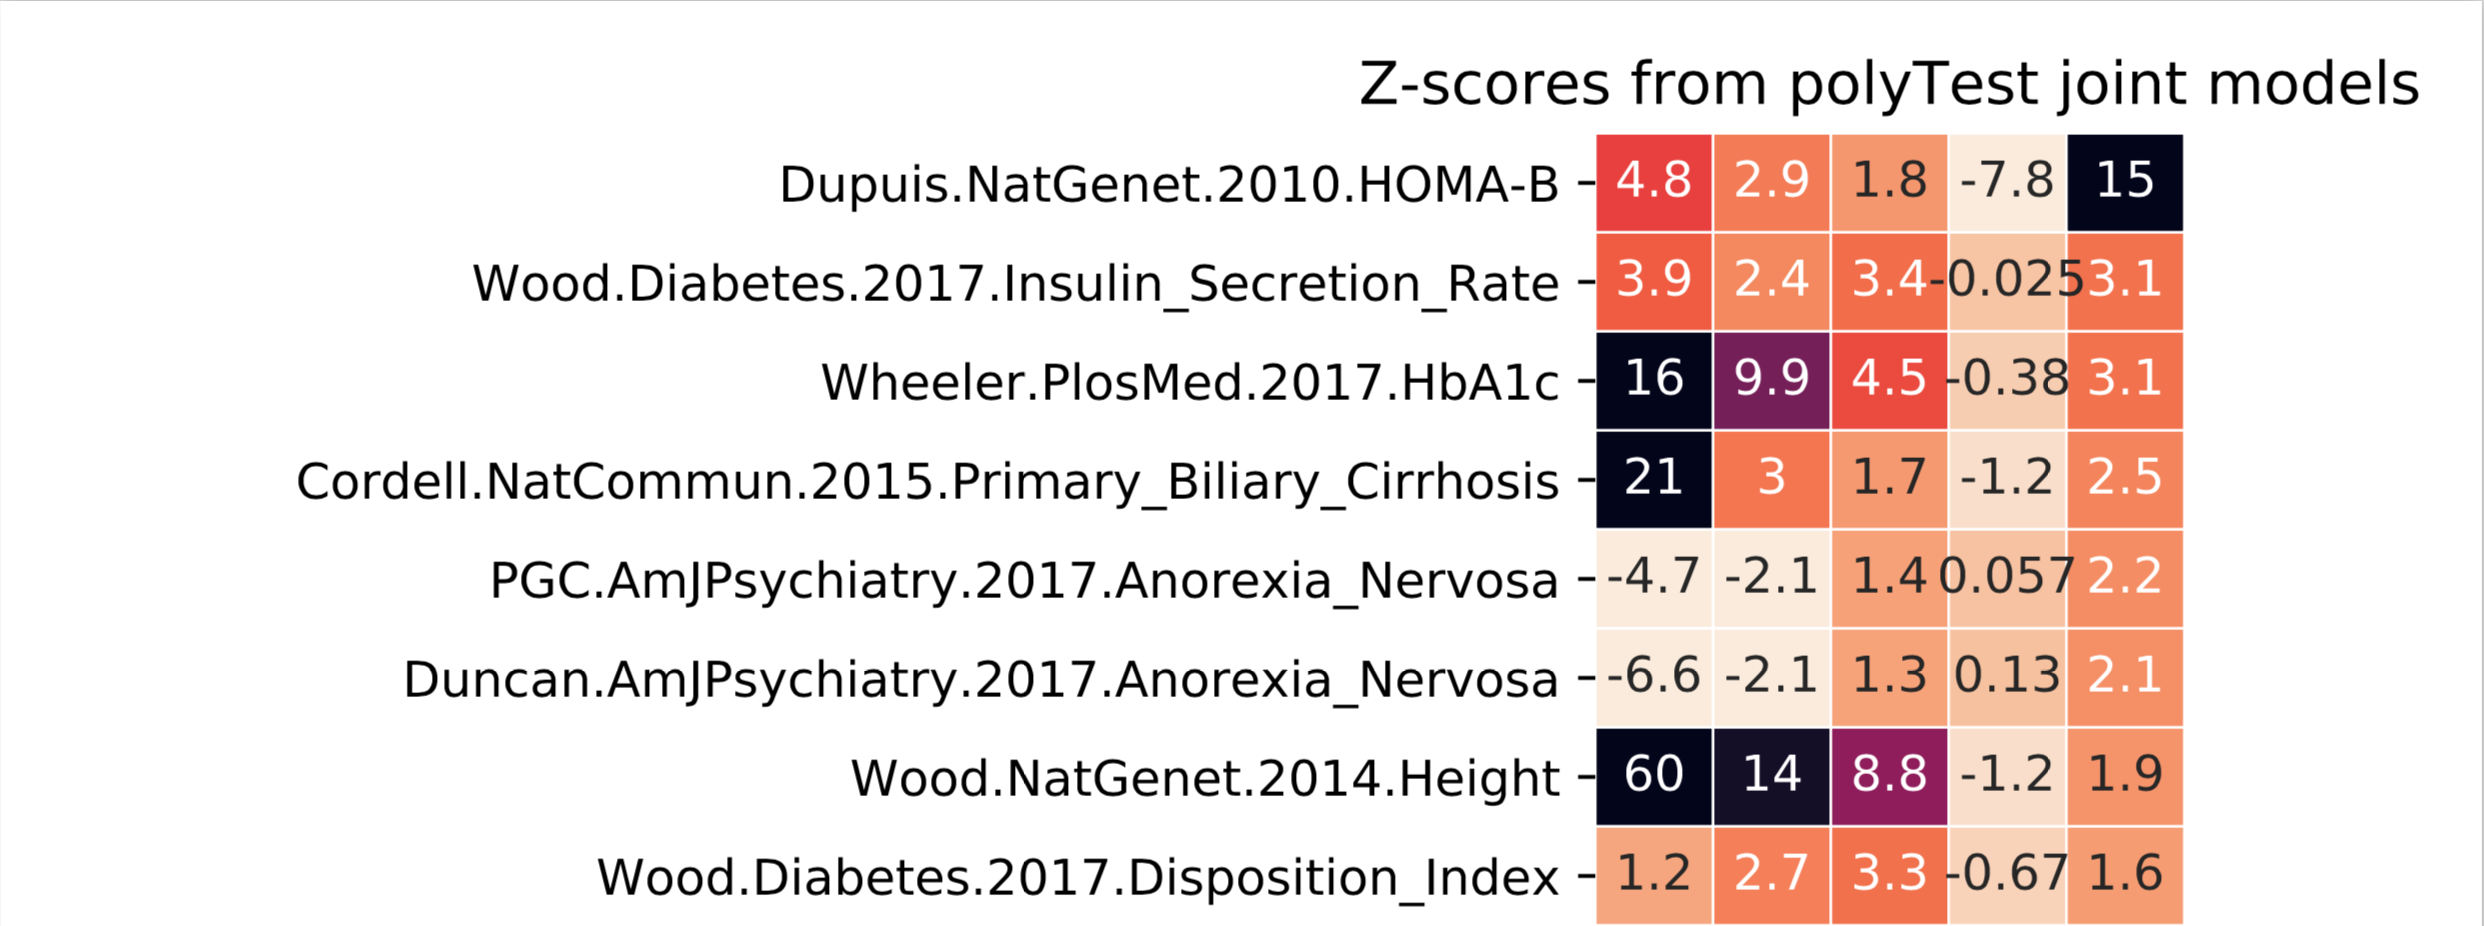 Z-scores from polyTest joint models
Dupuis.NatGenet.2010.HOMA-B 4.8 2.9 1.8 -7.8 15
Wood.Diabetes.2017.Insulin_Secretion_Rate 3.9 2.4 3.4 -0.025 3.1
Wheeler.PlosMed.2017.HbA1c 16 9.9 4.5 -0.38 3.1
Cordell.NatCommun.2015.Primary_Biliary_Cirrhosis 21 3 1.7 -1.2 2.5
PGC.AmJPsychiatry.2017.Anorexia_Nervosa -4.7 -2.1 1.4 0.057 2.2
Duncan.AmJPsychiatry.2017.Anorexia_Nervosa -6.6 -2.1 1.3 0.13 2.1
Wood.NatGenet.2014.Height 60 14 8.8 -1.2 1.9
Wood.Diabetes.2017.Disposition_Index 1.2 2.7 3.3 -0.67 1.6